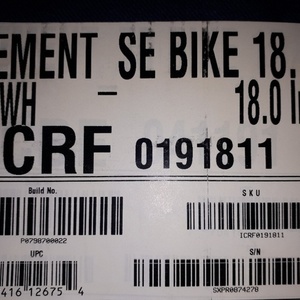 EMENT SE BIKE 18.
WH – 18.0 in
CRF 0191811
Build No.
P0798700022
SKU
ICRF0191811
UPC
416 12675 4
S/N
SXPR0874278